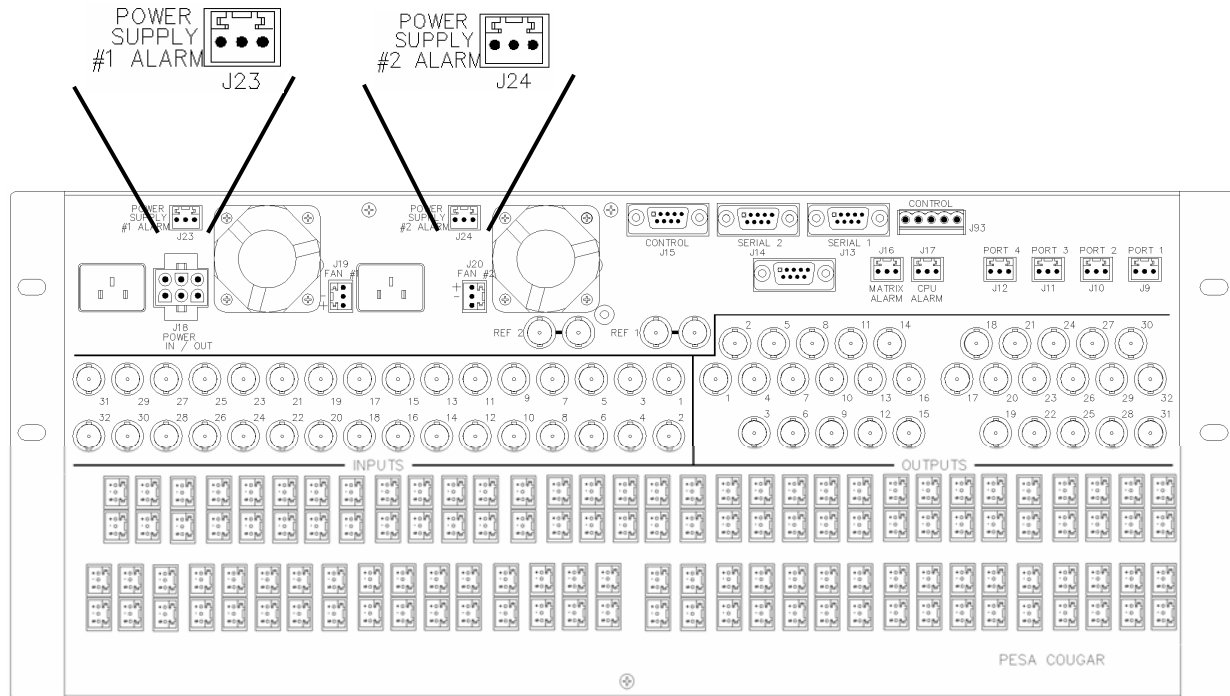 POWER
SUPPLY
#1 ALARM
J23
POWER
SUPPLY
#2 ALARM
J24
POWER
SUPPLY
#1 ALARM
J23
POWER
SUPPLY
#2 ALARM
J24
CONTROL
J15
SERIAL 2
J14
SERIAL 1
J13
CONTROL
J93
J19
FAN #1
+ -
J20
FAN #2
+
-
J18
POWER
IN / OUT
J16
MATRIX
ALARM
J17
CPU
ALARM
PORT 4
J12
PORT 3
J11
PORT 2
J10
PORT 1
J9
REF 2
REF 1
2 5 8 11 14 18 21 24 27 30
31 29 27 25 23 21 19 17 15 13 11 9 7 5 3 1
1 4 7 10 13 16 17 20 23 26 29 32
32 30 28 26 24 22 20 18 16 14 12 10 8 6 4 2
3 6 9 12 15 19 22 25 28 31
INPUTS
OUTPUTS
PESA COUGAR